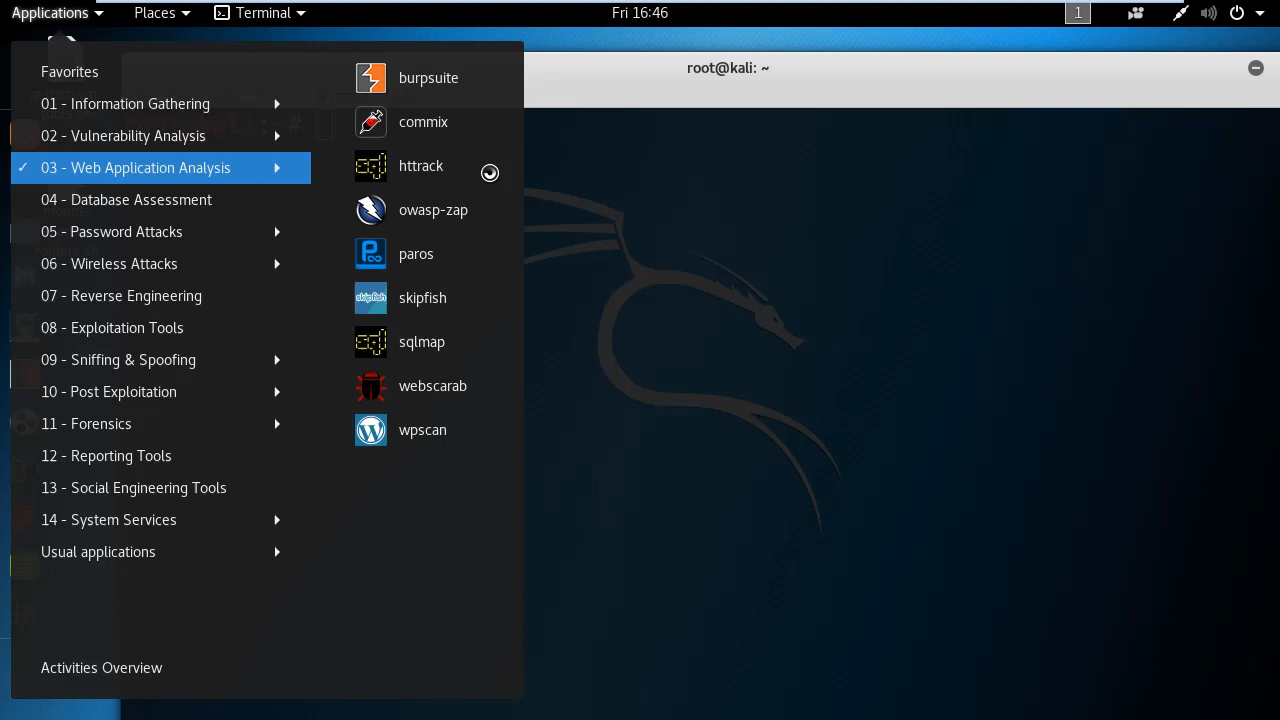 Applications Places Terminal Fri 16:46 1
root@kali: ~
Favorites
01 - Information Gathering
02 - Vulnerability Analysis
✓ 03 - Web Application Analysis
04 - Database Assessment
05 - Password Attacks
06 - Wireless Attacks
07 - Reverse Engineering
08 - Exploitation Tools
09 - Sniffing & Spoofing
10 - Post Exploitation
11 - Forensics
12 - Reporting Tools
13 - Social Engineering Tools
14 - System Services
Usual applications
Activities Overview
burpsuite
commix
httrack
owasp-zap
paros
skipfish
sqlmap
webscarab
wpscan